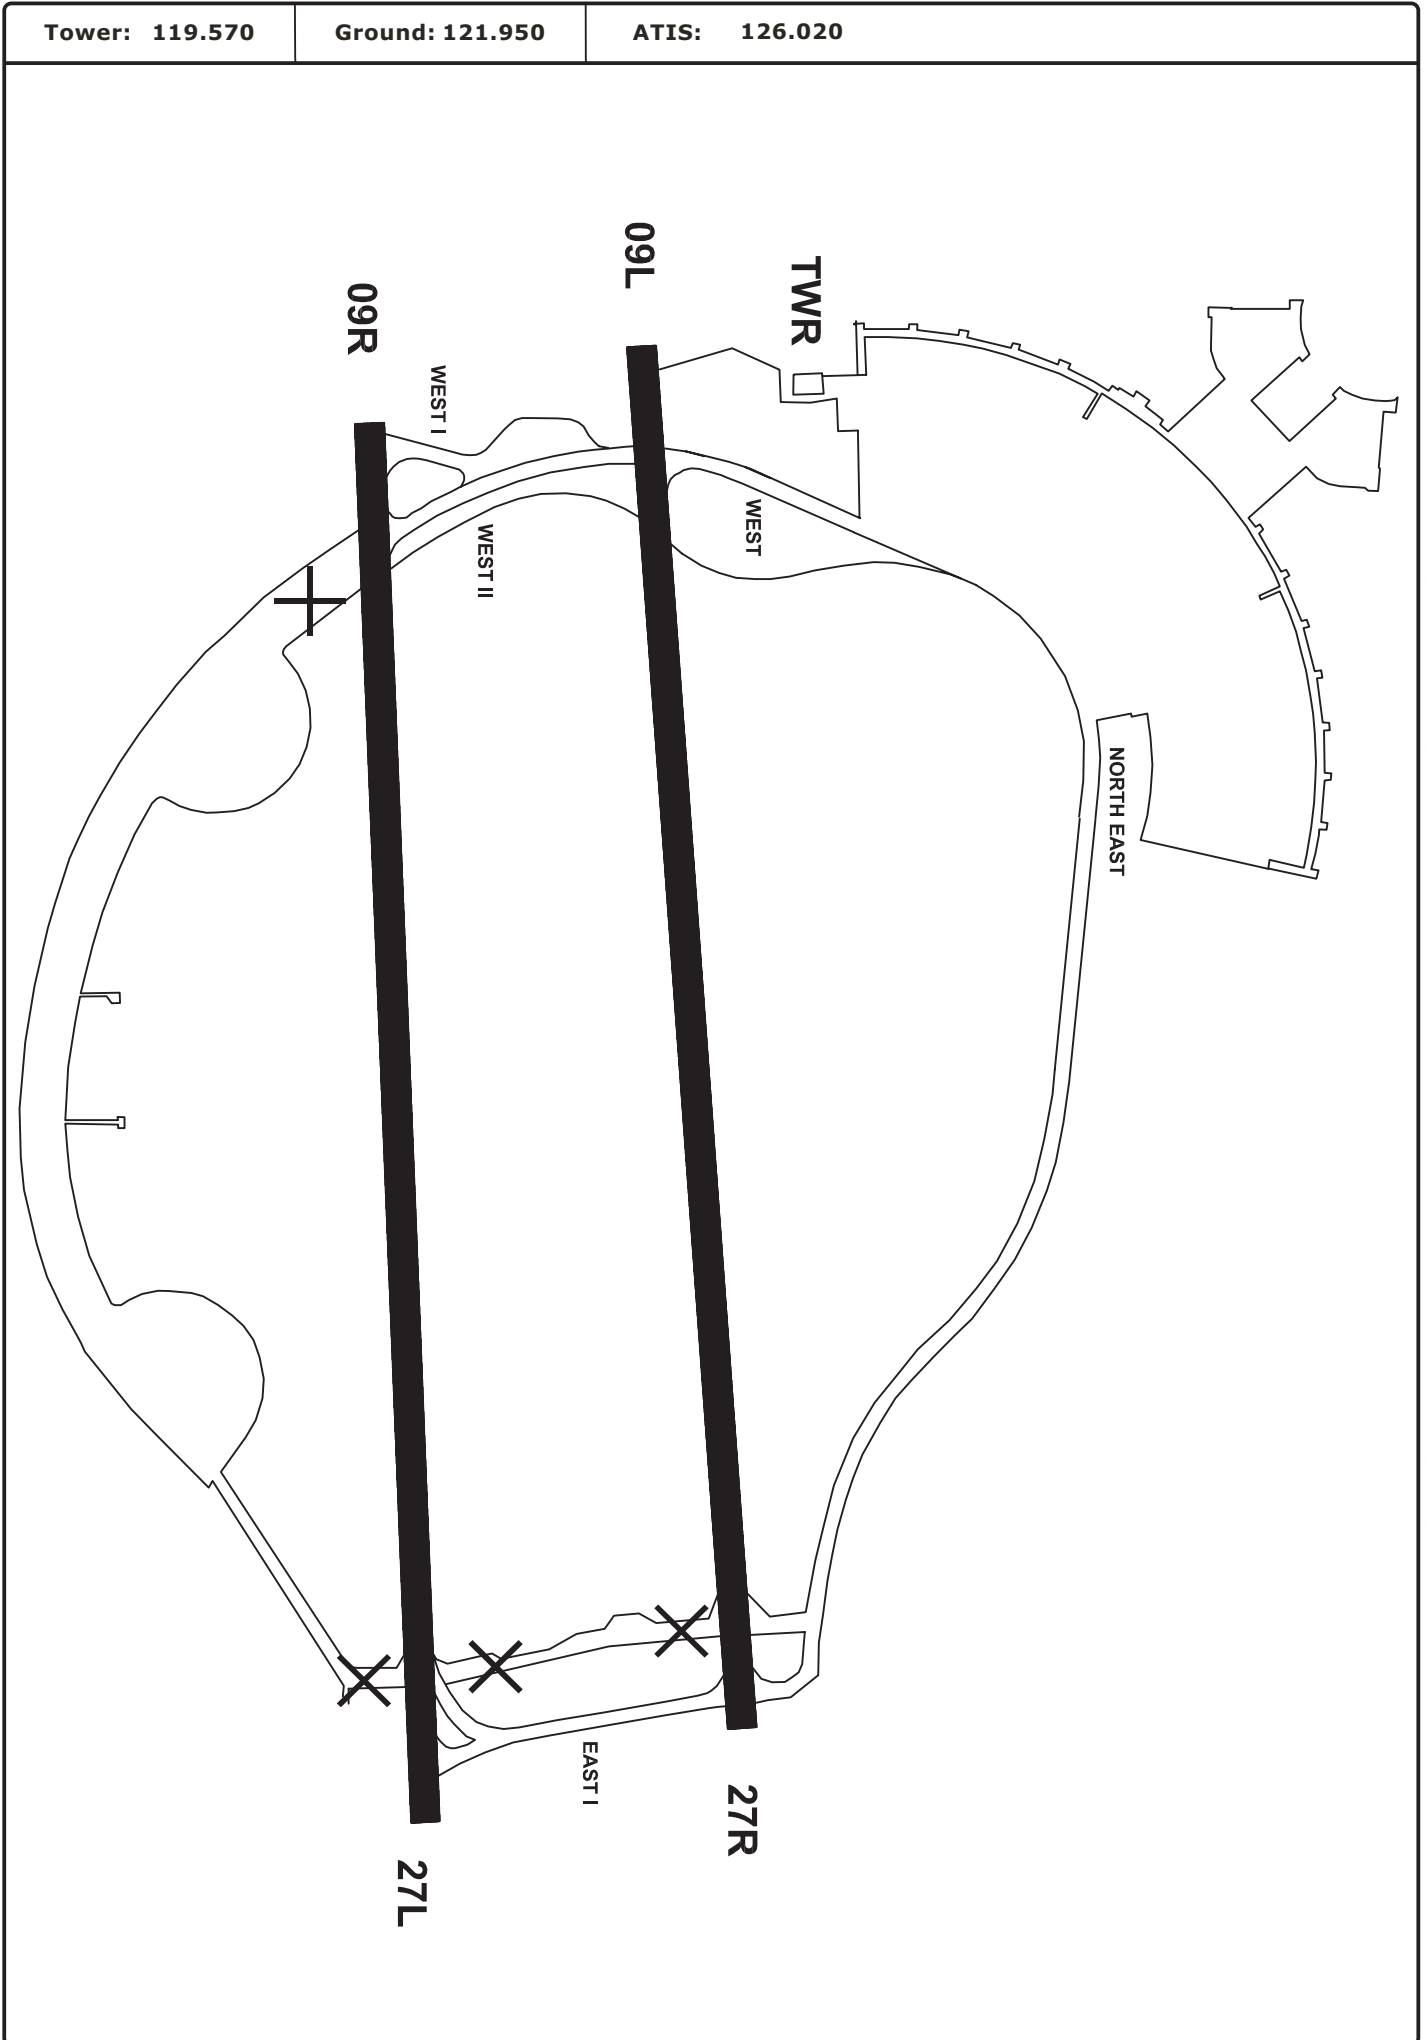 Tower: 119.570
Ground: 121.950
ATIS: 126.020
09L
TWR
09R
WEST I
WEST
WEST II
NORTH EAST
EAST I
27R
27L